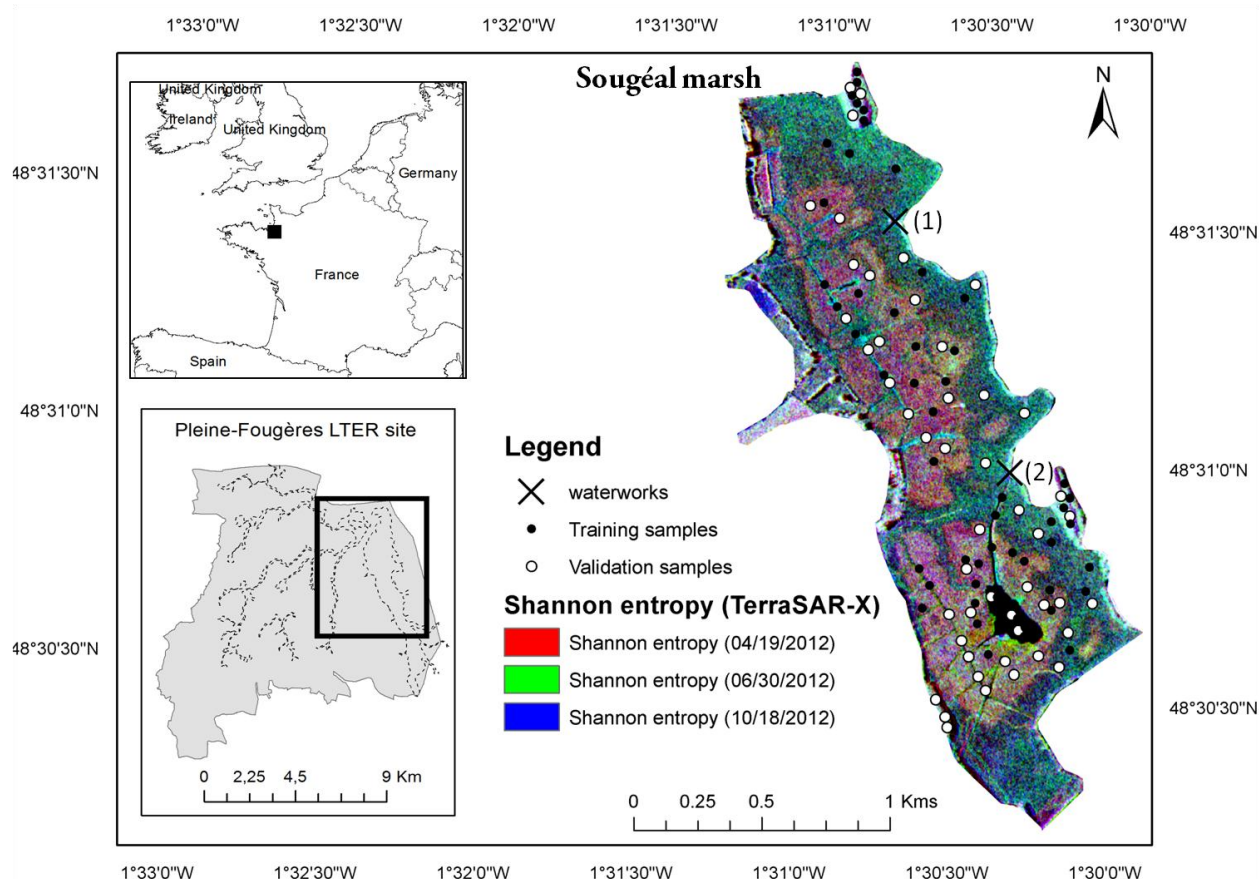 1°33'0"W 1°32'30"W 1°32'0"W 1°31'30"W 1°31'0"W 1°30'30"W 1°30'0"W
Sougéal marsh
N
United Kingdom
Ireland
United Kingdom
Germany
France
Spain
48°31'30"N
48°31'30"N
(1)
48°31'0"N
48°31'0"N
(2)
Pleine-Fougères LTER site
0 2,25 4,5 9 Km
Legend
waterworks
Training samples
Validation samples
Shannon entropy (TerraSAR-X)
Shannon entropy (04/19/2012)
Shannon entropy (06/30/2012)
Shannon entropy (10/18/2012)
48°30'30"N
48°30'30"N
0 0.25 0.5 1 Kms
1°33'0"W 1°32'30"W 1°32'0"W 1°31'30"W 1°31'0"W 1°30'30"W 1°30'0"W